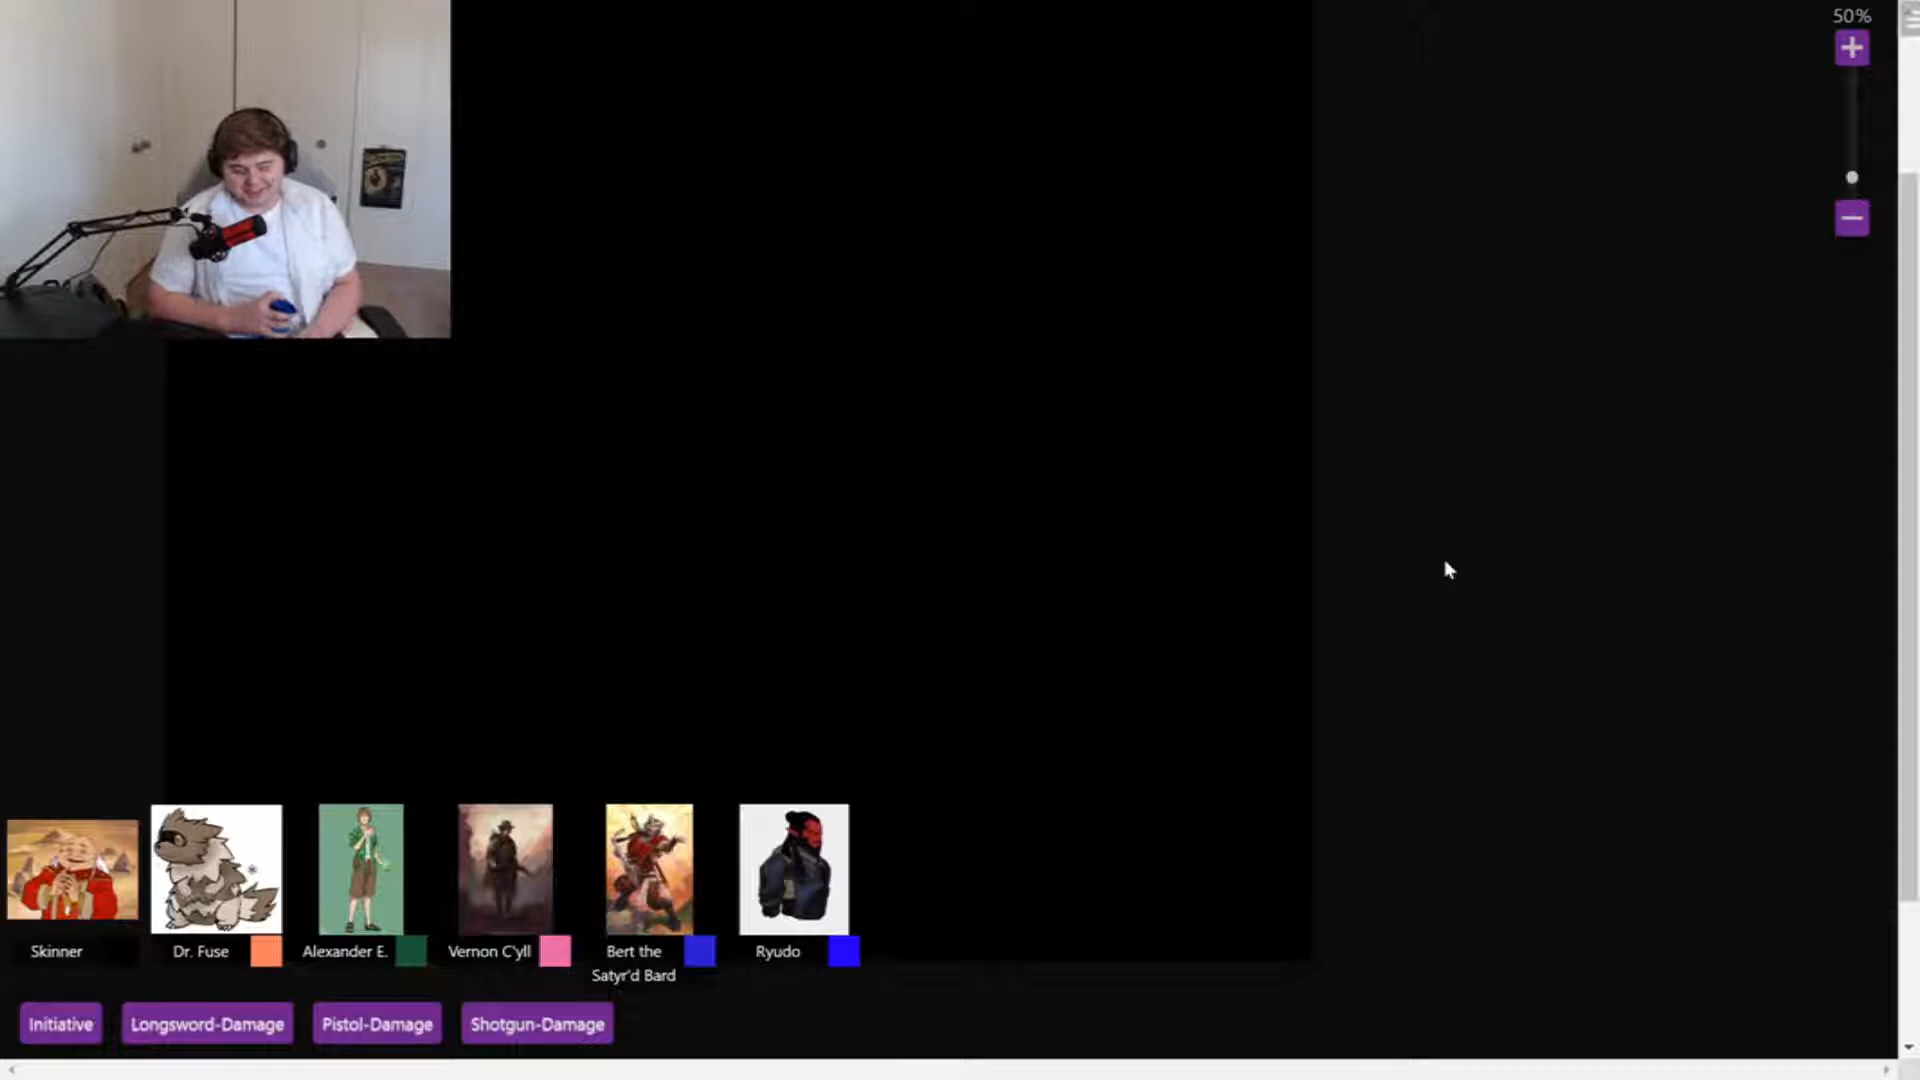 50%
Skinner
Dr. Fuse
Alexander E.
Vernon C'yll
Bert the
Satyr'd Bard
Ryudo
Initiative
Longsword-Damage
Pistol-Damage
Shotgun-Damage